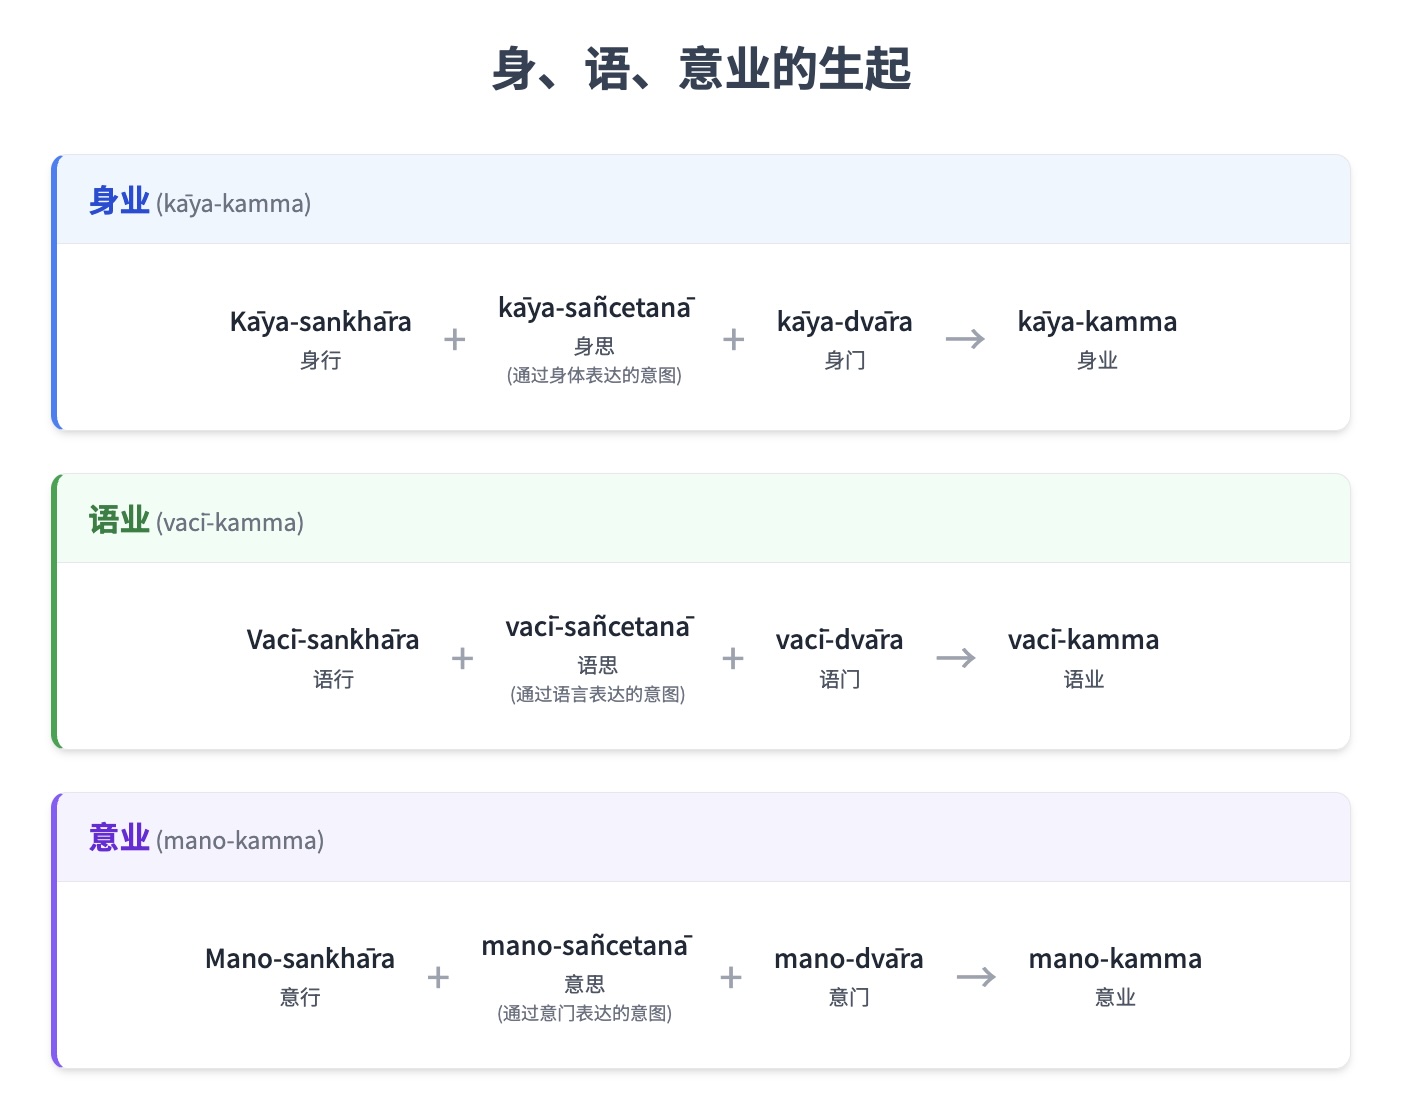 身、语、意业的生起
身业 (kāya-kamma)
Kāya-saṅkhāra + kāya-sañcetanā + kāya-dvāra → kāya-kamma
身行 身思 身门 身业
(通过身体表达的意图)
语业 (vacī-kamma)
Vacī-saṅkhāra + vacī-sañcetanā + vacī-dvāra → vacī-kamma
语行 语思 语门 语业
(通过语言表达的意图)
意业 (mano-kamma)
Mano-saṅkhāra + mano-sañcetanā + mano-dvāra → mano-kamma
意行 意思 意门 意业
(通过意门表达的意图)